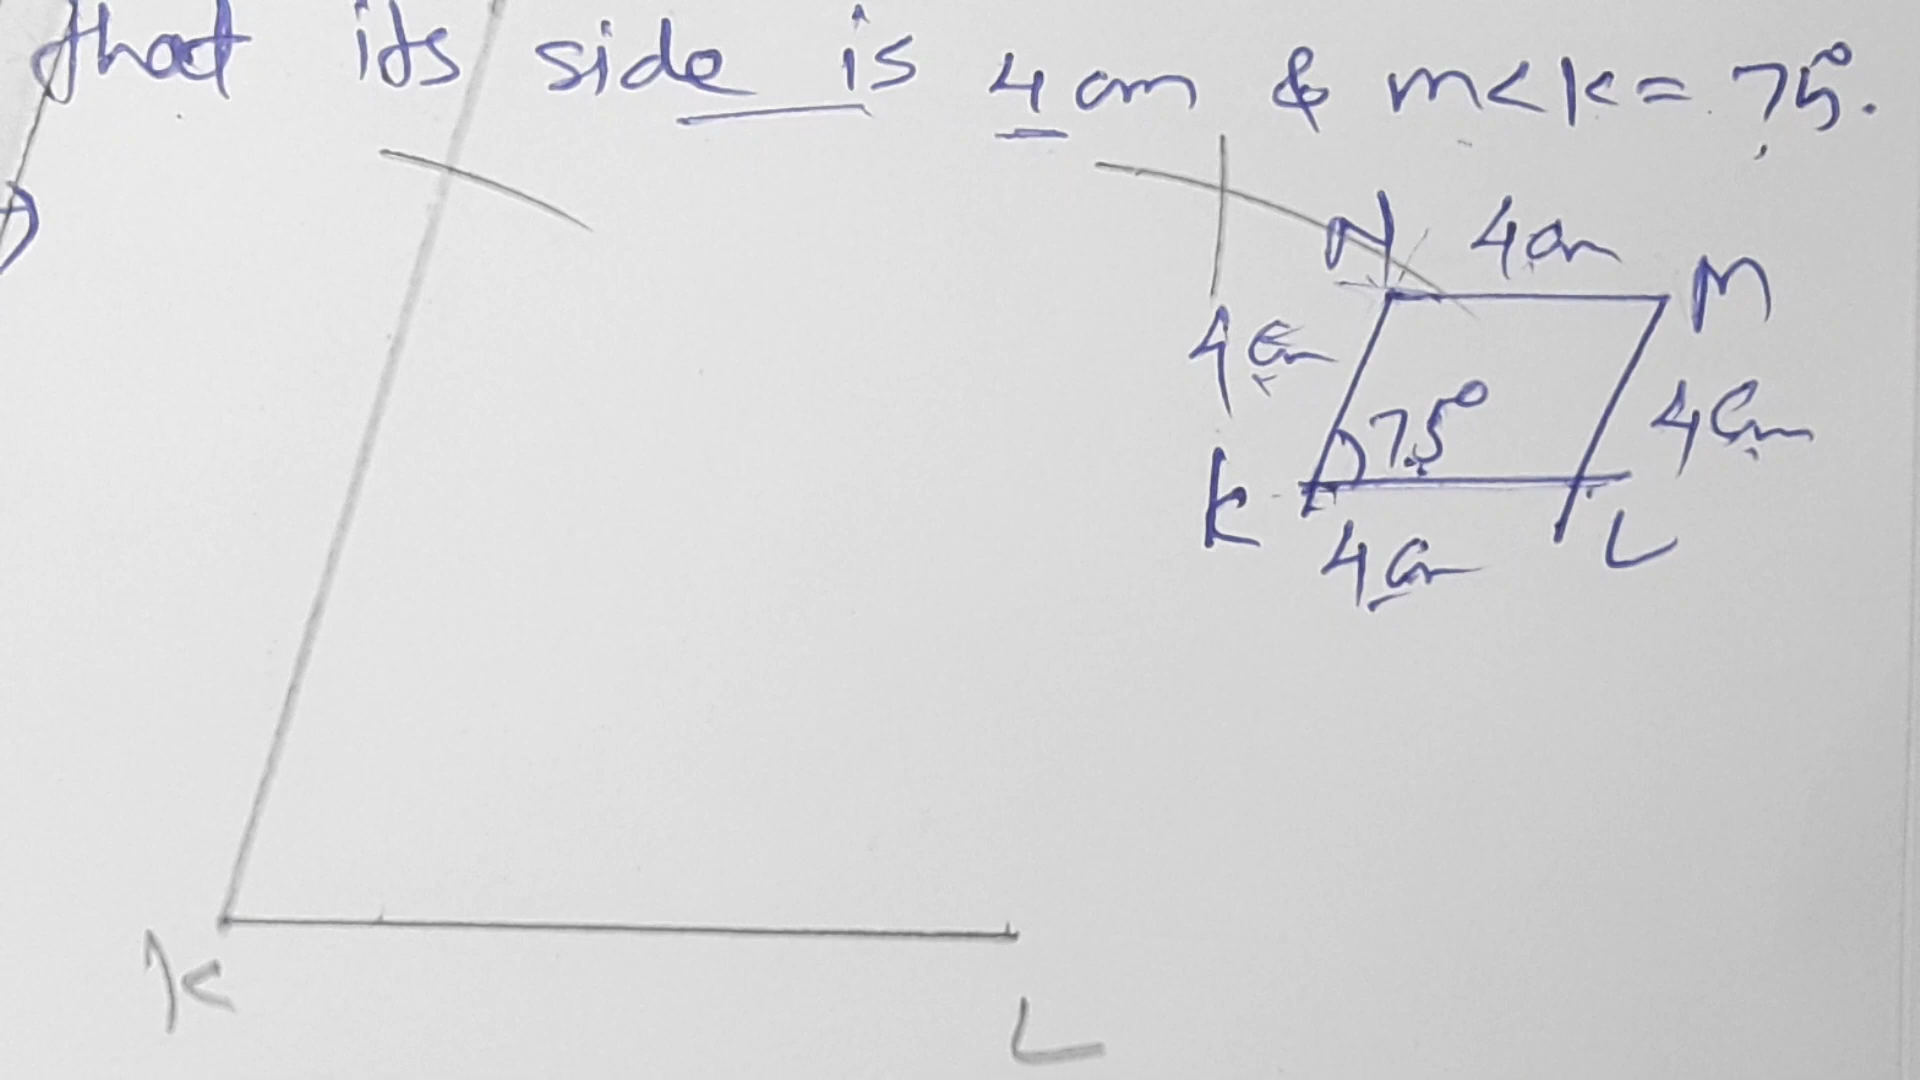 that its side is 4 cm & m<k = 75°.
N 4cm M
4cm 75° 4cm
K 4cm L
K L